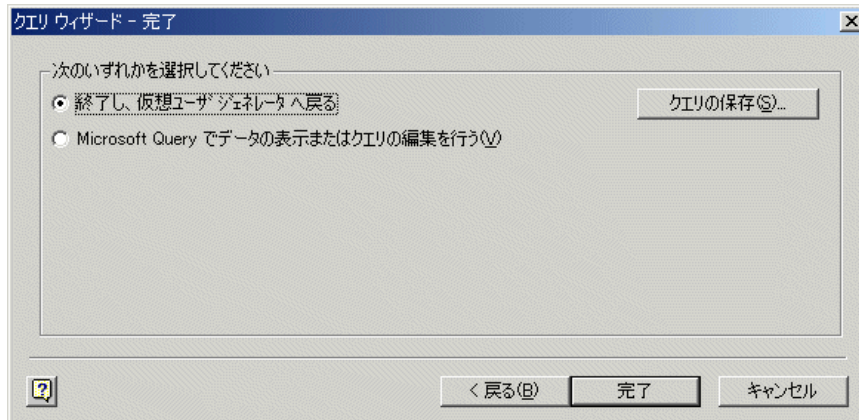 クエリ ウィザード - 完了
次のいずれかを選択してください
終了し、仮想ユーザ ジェネレータ へ戻る
クエリの保存(S)...
Microsoft Query でデータの表示またはクエリの編集を行う(V)
< 戻る(B)
完了
キャンセル